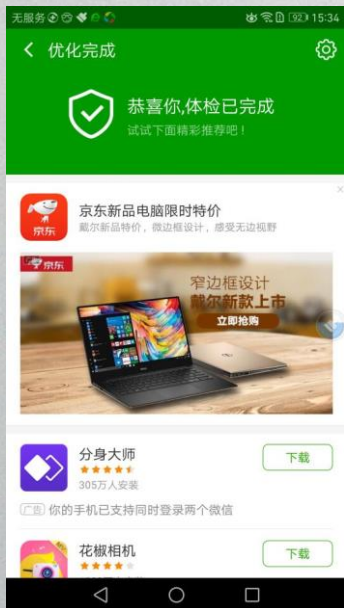 无服务 92 15:34
优化完成
恭喜你,体检已完成
试试下面精彩推荐吧!
京东
京东新品电脑限时特价
戴尔新品特价,微边框设计,感受无边视野
京东
窄边框设计
戴尔新款上市
立即抢购
分身大师
305万人安装
下载
广告 你的手机已支持同时登录两个微信
花椒相机
下载